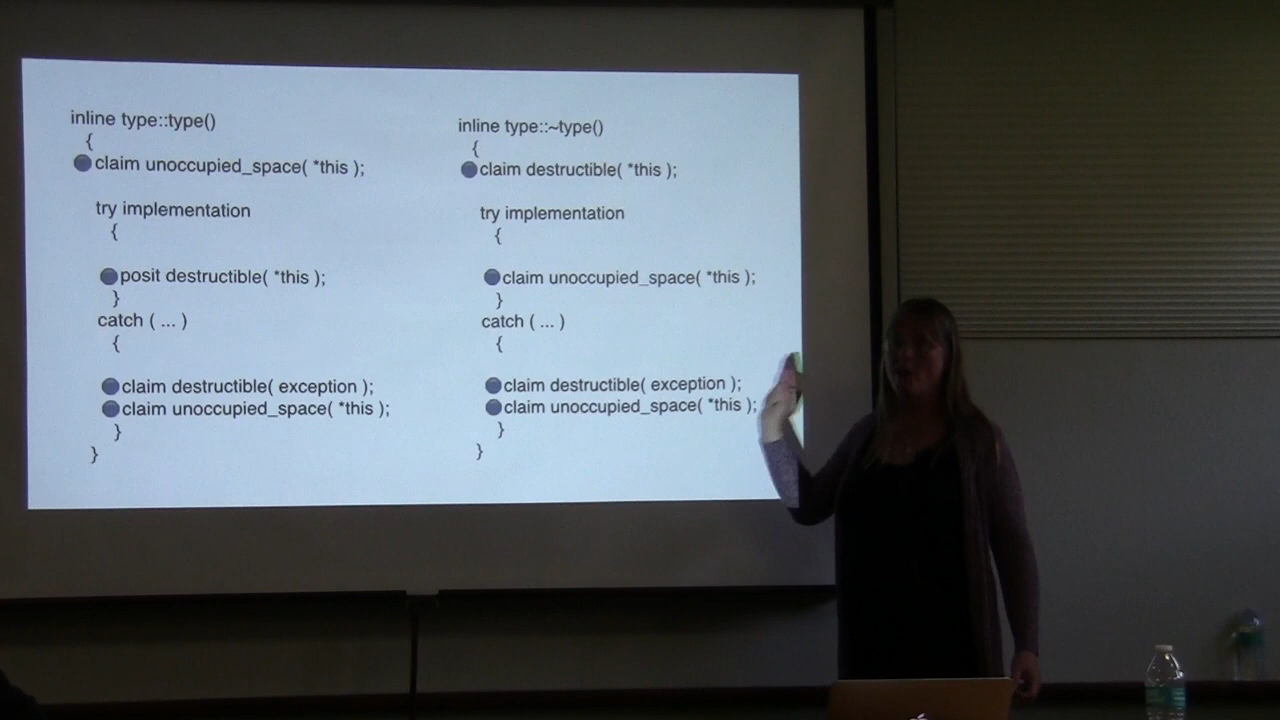 inline type::type()
{
claim unoccupied_space( *this );
try implementation
{
posit destructible( *this );
}
catch ( ... )
{
claim destructible( exception );
claim unoccupied_space( *this );
}
}
inline type::~type()
{
claim destructible( *this );
try implementation
{
claim unoccupied_space( *this );
}
catch ( ... )
{
claim destructible( exception );
claim unoccupied_space( *this );
}
}